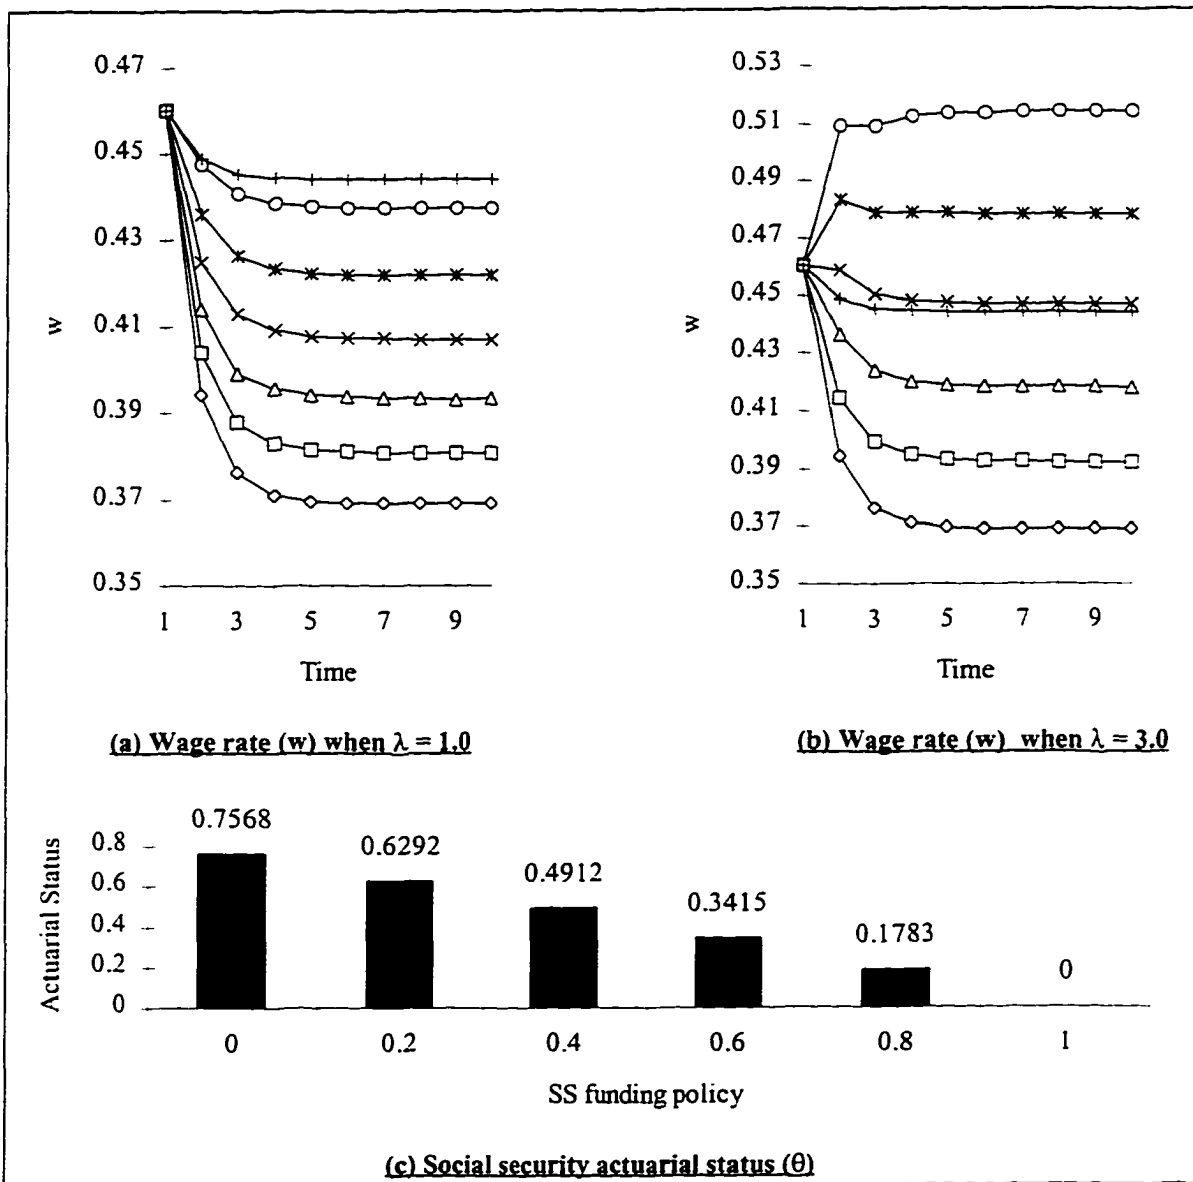 0.47
0.45
0.43
0.41
0.39
0.37
0.35
w
1 3 5 7 9
Time
(a) Wage rate (w) when λ = 1.0
0.53
0.51
0.49
0.47
0.45
0.43
0.41
0.39
0.37
0.35
w
1 3 5 7 9
Time
(b) Wage rate (w) when λ = 3.0
Actuarial Status
0.8
0.6
0.4
0.2
0
0.7568
0.6292
0.4912
0.3415
0.1783
0
0 0.2 0.4 0.6 0.8 1
SS funding policy
(c) Social security actuarial status (θ)